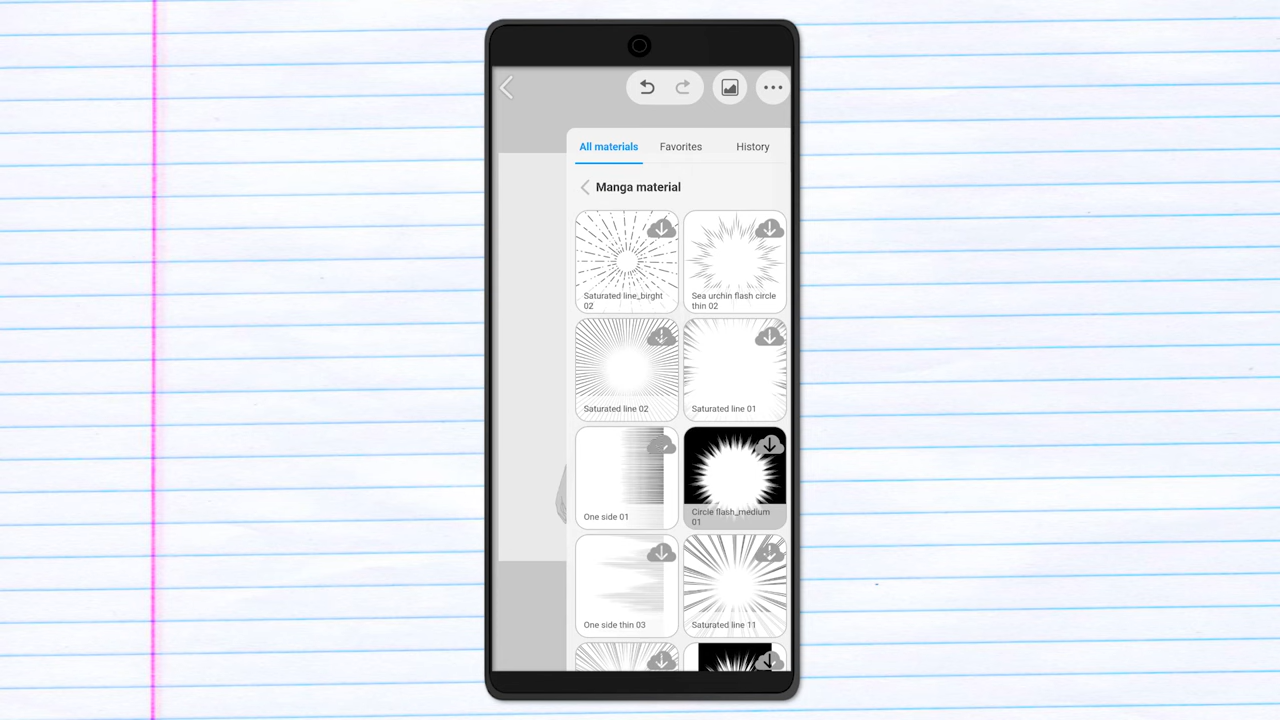 All materials Favorites History
Manga material
Saturated line_birght
02
Sea urchin flash circle
thin 02
Saturated line 02
Saturated line 01
One side 01
Circle flash_medium
01
One side thin 03
Saturated line 11